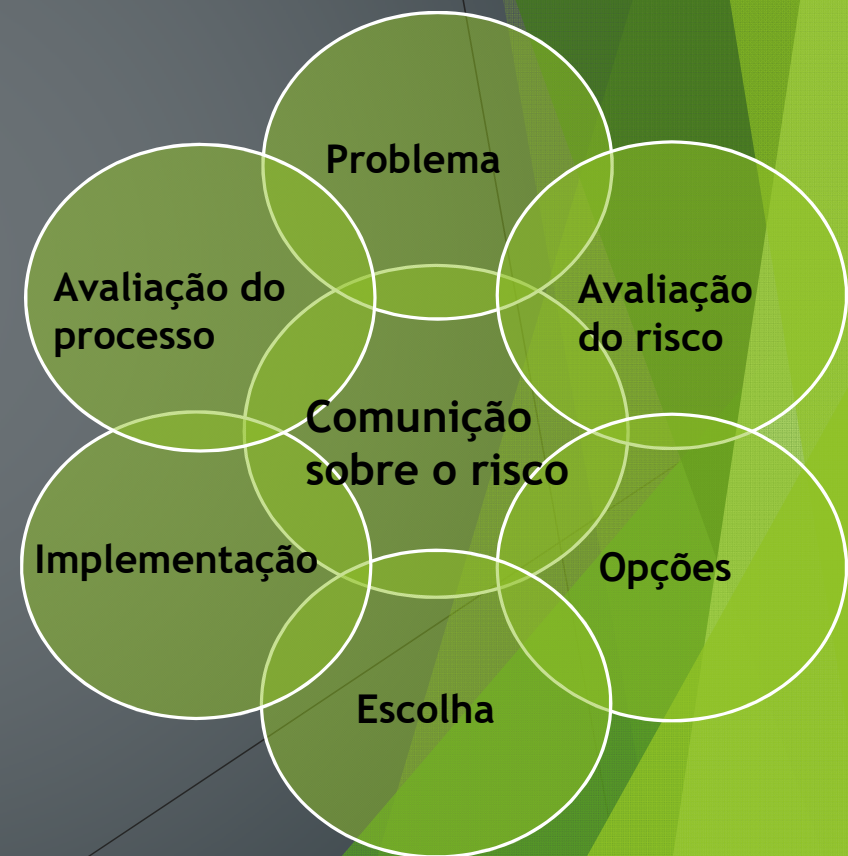 Problema
Avaliação do
processo
Avaliação
do risco
Comunição
sobre o risco
Implementação
Opções
Escolha